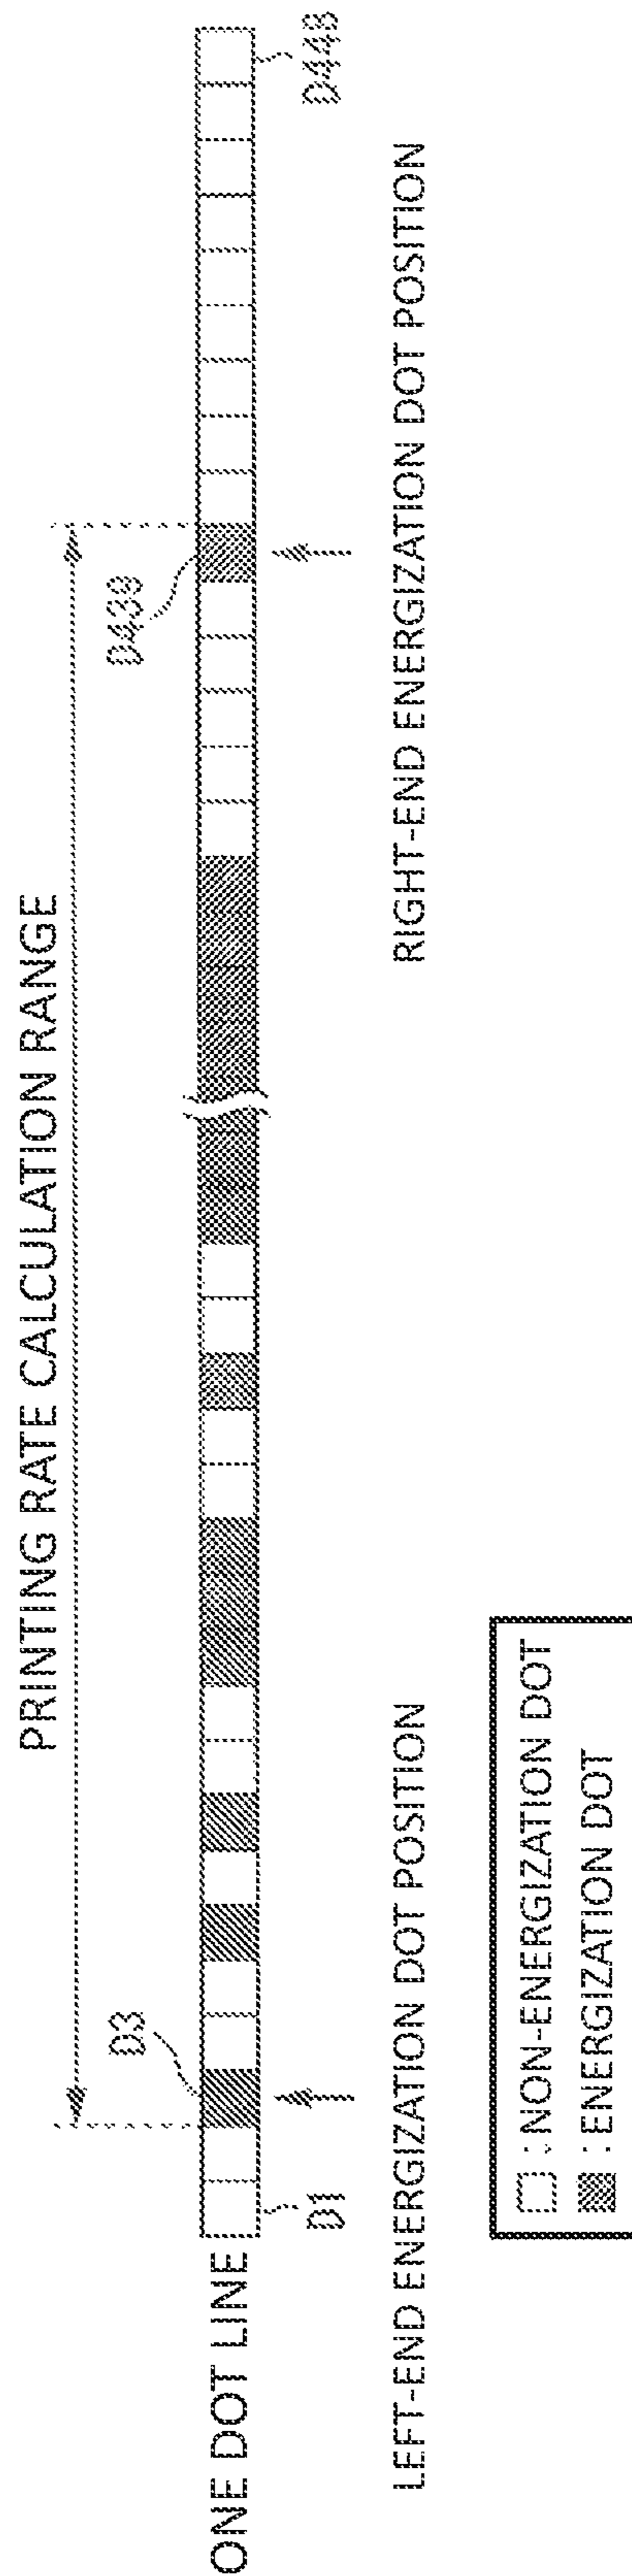 PRINTING RATE CALCULATION RANGE
D3
D439
ONE DOT LINE
D1
D448
LEFT-END ENERGIZATION DOT POSITION
RIGHT-END ENERGIZATION DOT POSITION
: NON-ENERGIZATION DOT
: ENERGIZATION DOT